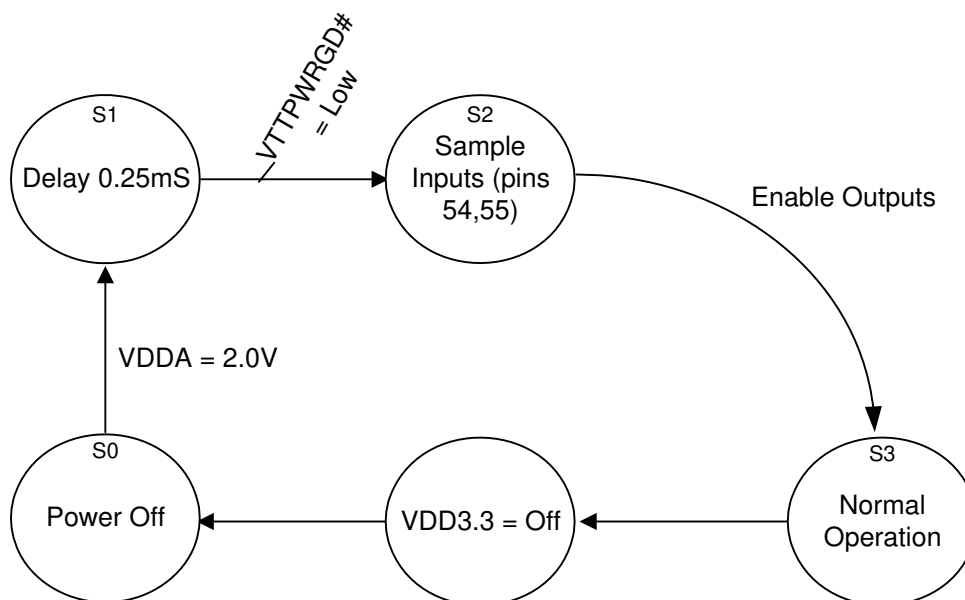 S1
Delay 0.25mS
VTTPWRGD#
= Low
S2
Sample
Inputs (pins
54,55)
Enable Outputs
VDDA = 2.0V
S0
Power Off
VDD3.3 = Off
S3
Normal
Operation